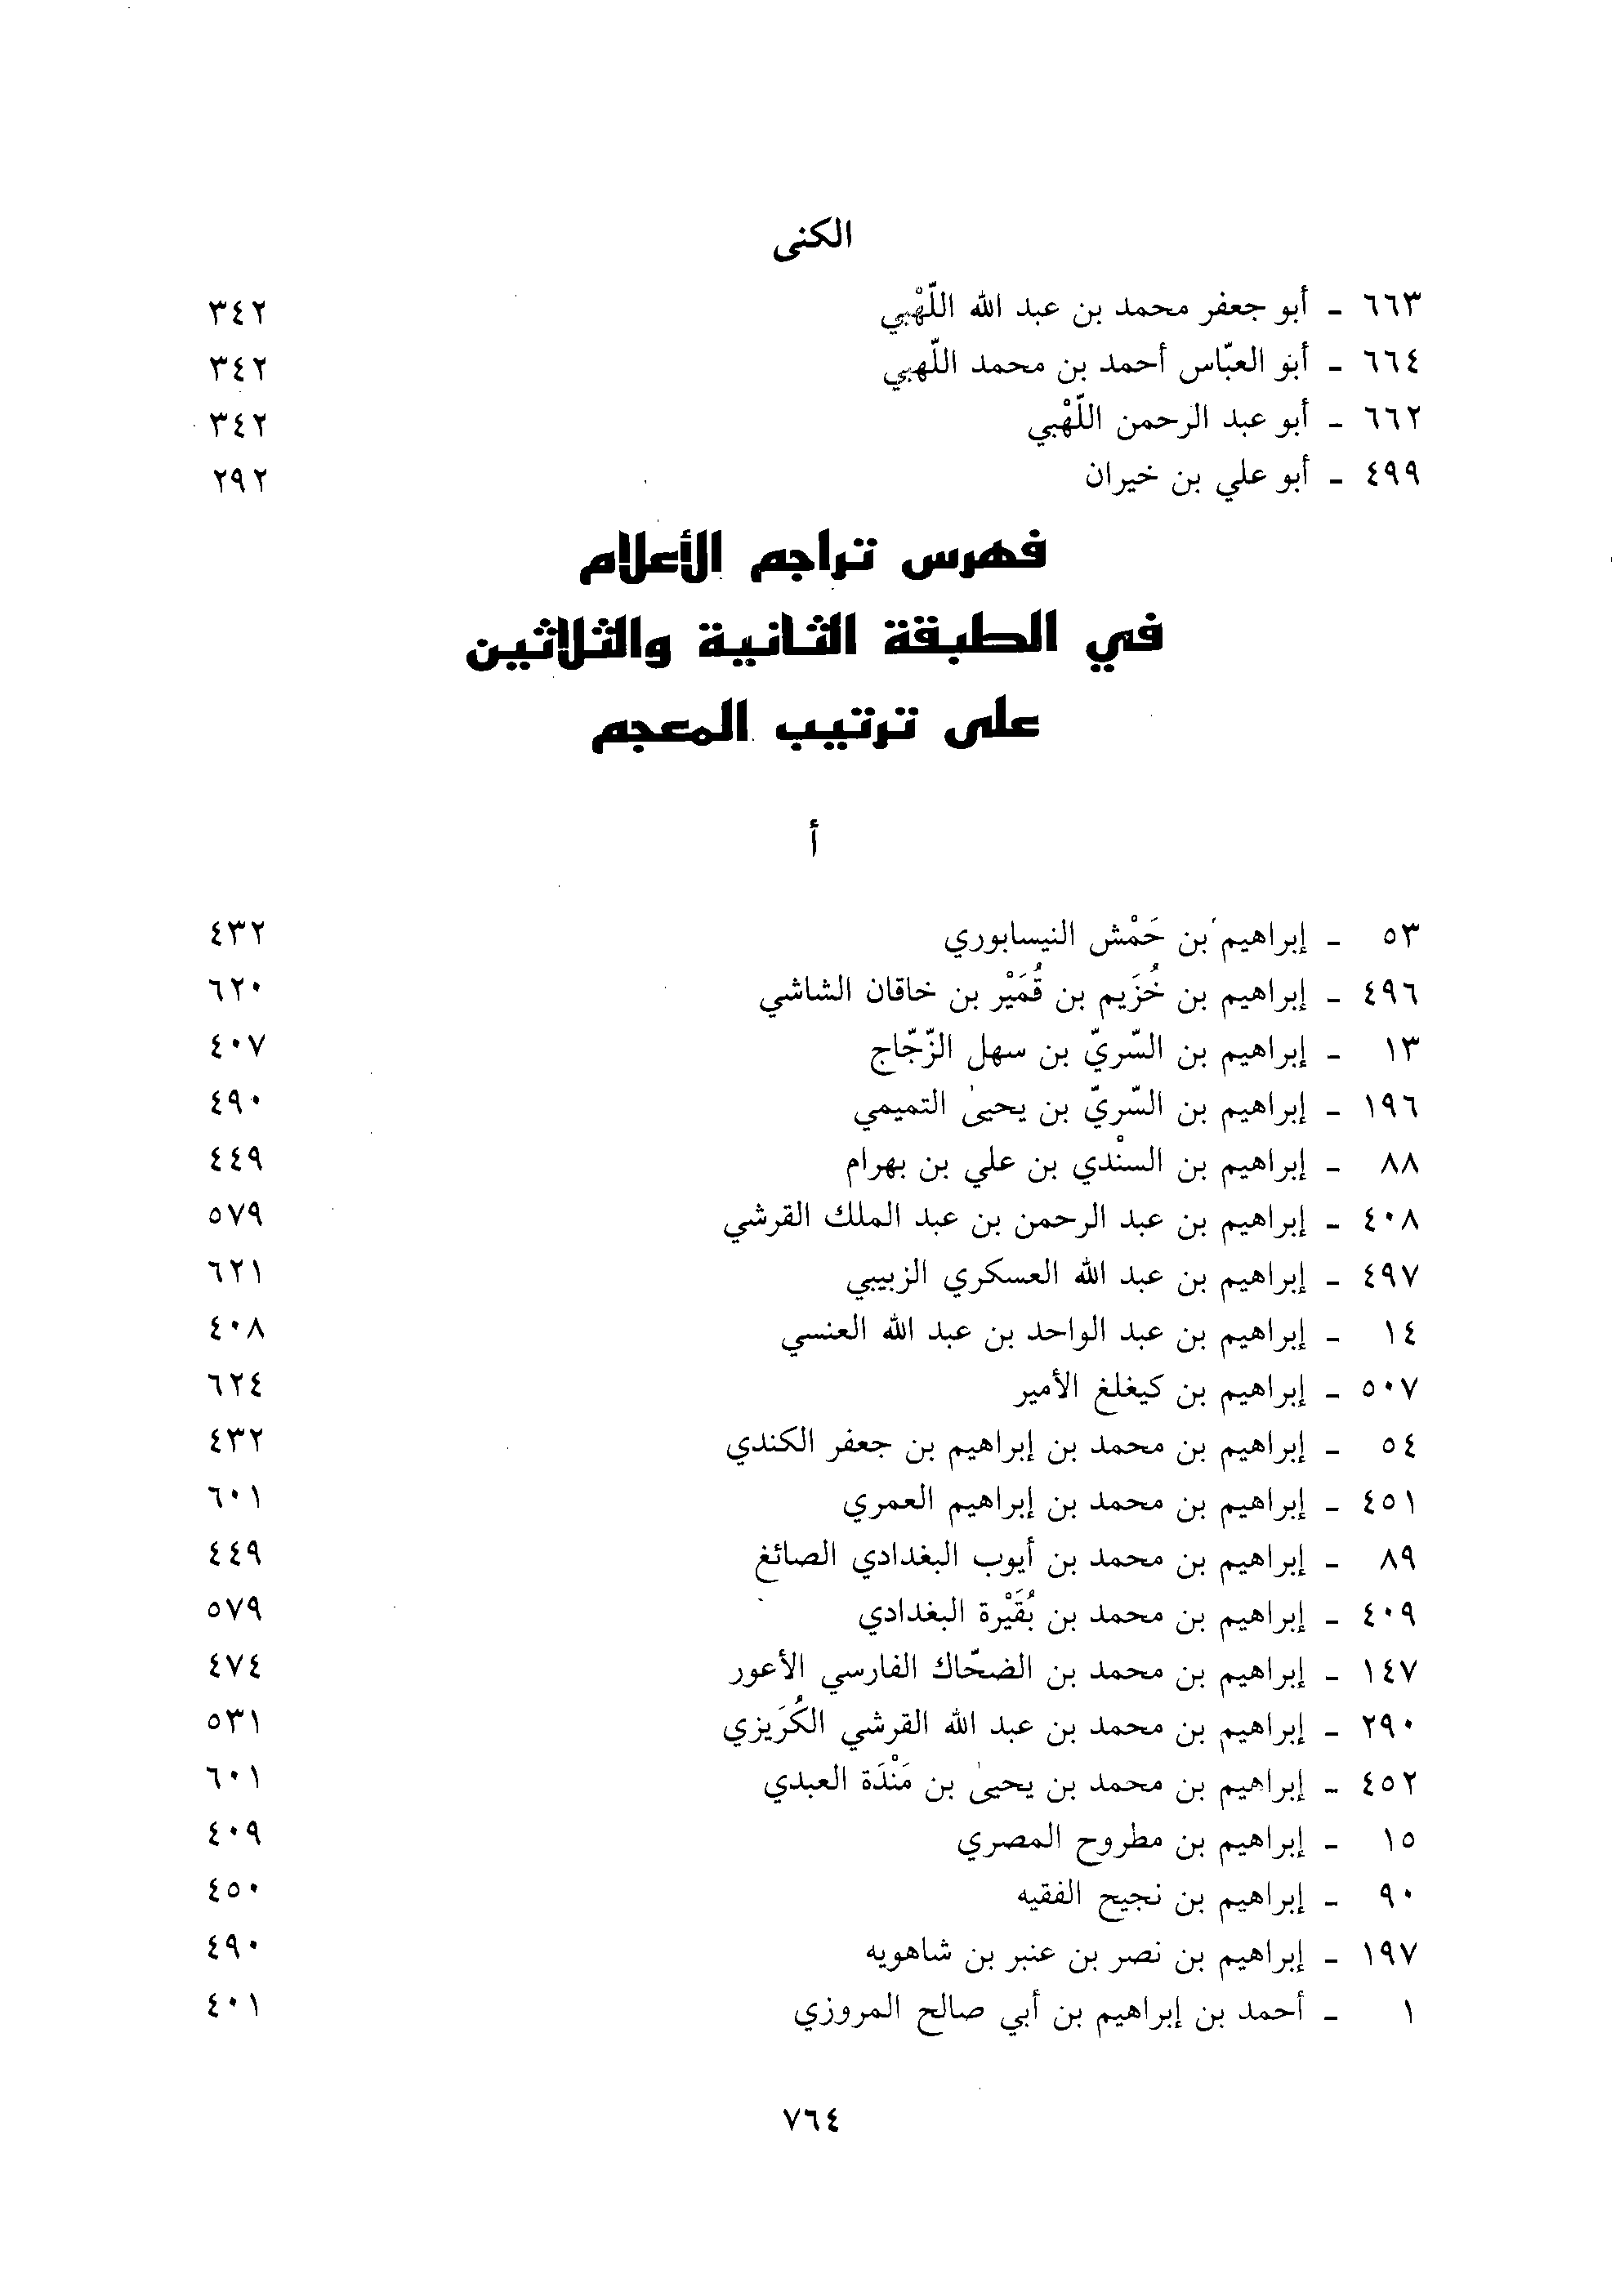 الكنى
٦٦٣ - أبو جعفر محمد بن عبد الله اللّهْبي ٣٤٢
٦٦٤ - أبو العبّاس أحمد بن محمد اللّهبي ٣٤٢
٦٦٢ - أبو عبد الرحمن اللّهْبي ٣٤٢
٤٩٩ - أبو علي بن خيران ٢٩٢
فهرس تراجم الأعلام
في الطبقة الثانية والثلاثين
على ترتيب المعجم
أ
٥٣ - إبراهيم بن حَمْش النيسابوري ٤٣٢
٤٩٦ - إبراهيم بن خُزَيم بن قُمَيْر بن خاقان الشاشي ٦٢٠
١٣ - إبراهيم بن السّريّ بن سهل الزّجّاج ٤٠٧
١٩٦ - إبراهيم بن السّريّ بن يحيىٰ التميمي ٤٩٠
٨٨ - إبراهيم بن السنْدي بن علي بن بهرام ٤٤٩
٤٠٨ - إبراهيم بن عبد الرحمن بن عبد الملك القرشي ٥٧٩
٤٩٧ - إبراهيم بن عبد الله العسكري الزبيبي ٦٢١
١٤ - إبراهيم بن عبد الواحد بن عبد الله العنسي ٤٠٨
٥٠٧ - إبراهيم بن كيغلغ الأمير ٦٢٤
٥٤ - إبراهيم بن محمد بن إبراهيم بن جعفر الكندي ٤٣٢
٤٥١ - إبراهيم بن محمد بن إبراهيم العمري ٦٠١
٨٩ - إبراهيم بن محمد بن أيوب البغدادي الصائغ ٤٤٩
٤٠٩ - إبراهيم بن محمد بن بُقَيْرة البغدادي ٥٧٩
١٤٧ - إبراهيم بن محمد بن الضحّاك الفارسي الأعور ٤٧٤
٢٩٠ - إبراهيم بن محمد بن عبد الله القرشي الكُرَيزي ٥٣١
٤٥٢ - إبراهيم بن محمد بن يحيىٰ بن مَنْدَة العبدي ٦٠١
١٥ - إبراهيم بن مطروح المصري ٤٠٩
٩٠ - إبراهيم بن نجيح الفقيه ٤٥٠
١٩٧ - إبراهيم بن نصر بن عنبر بن شاهويه ٤٩٠
١ - أحمد بن إبراهيم بن أبي صالح المروزي ٤٠١
٧٦٤